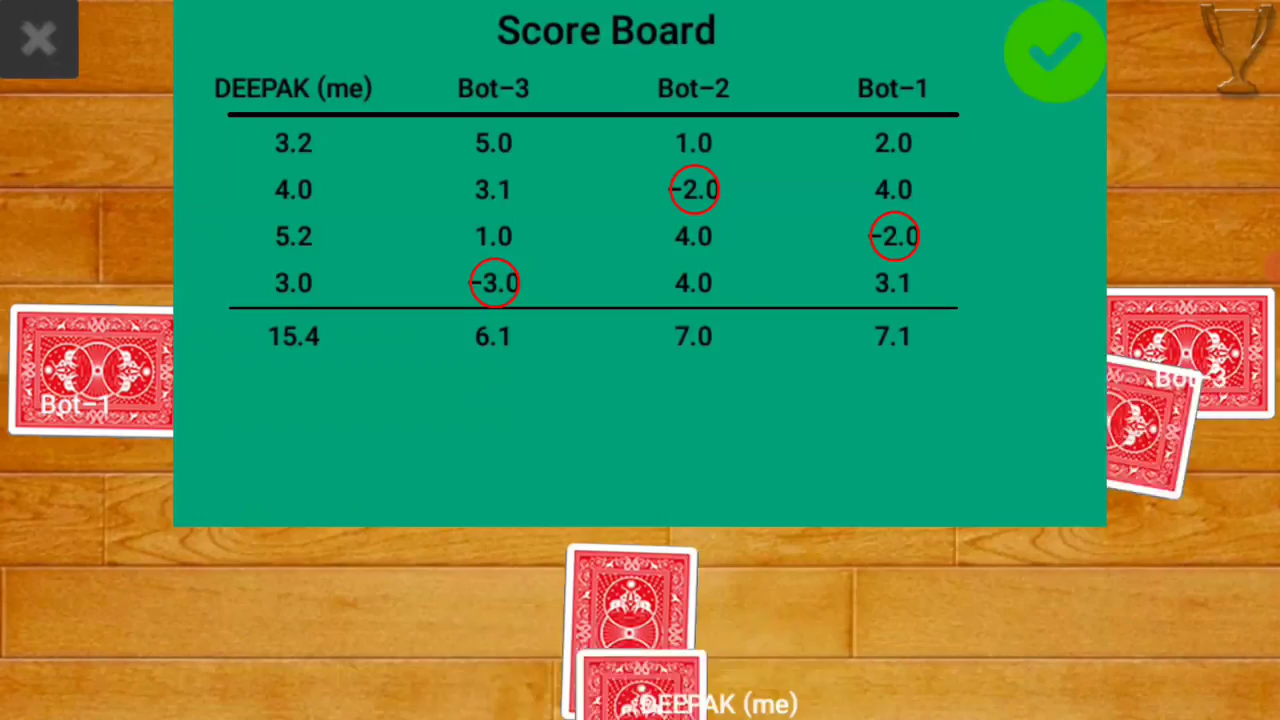 Score Board
DEEPAK (me) Bot-3 Bot-2 Bot-1
3.2 5.0 1.0 2.0
4.0 3.1 -2.0 4.0
5.2 1.0 4.0 -2.0
3.0 -3.0 4.0 3.1
15.4 6.1 7.0 7.1
Bot-3
Bot-1
DEEPAK (me)